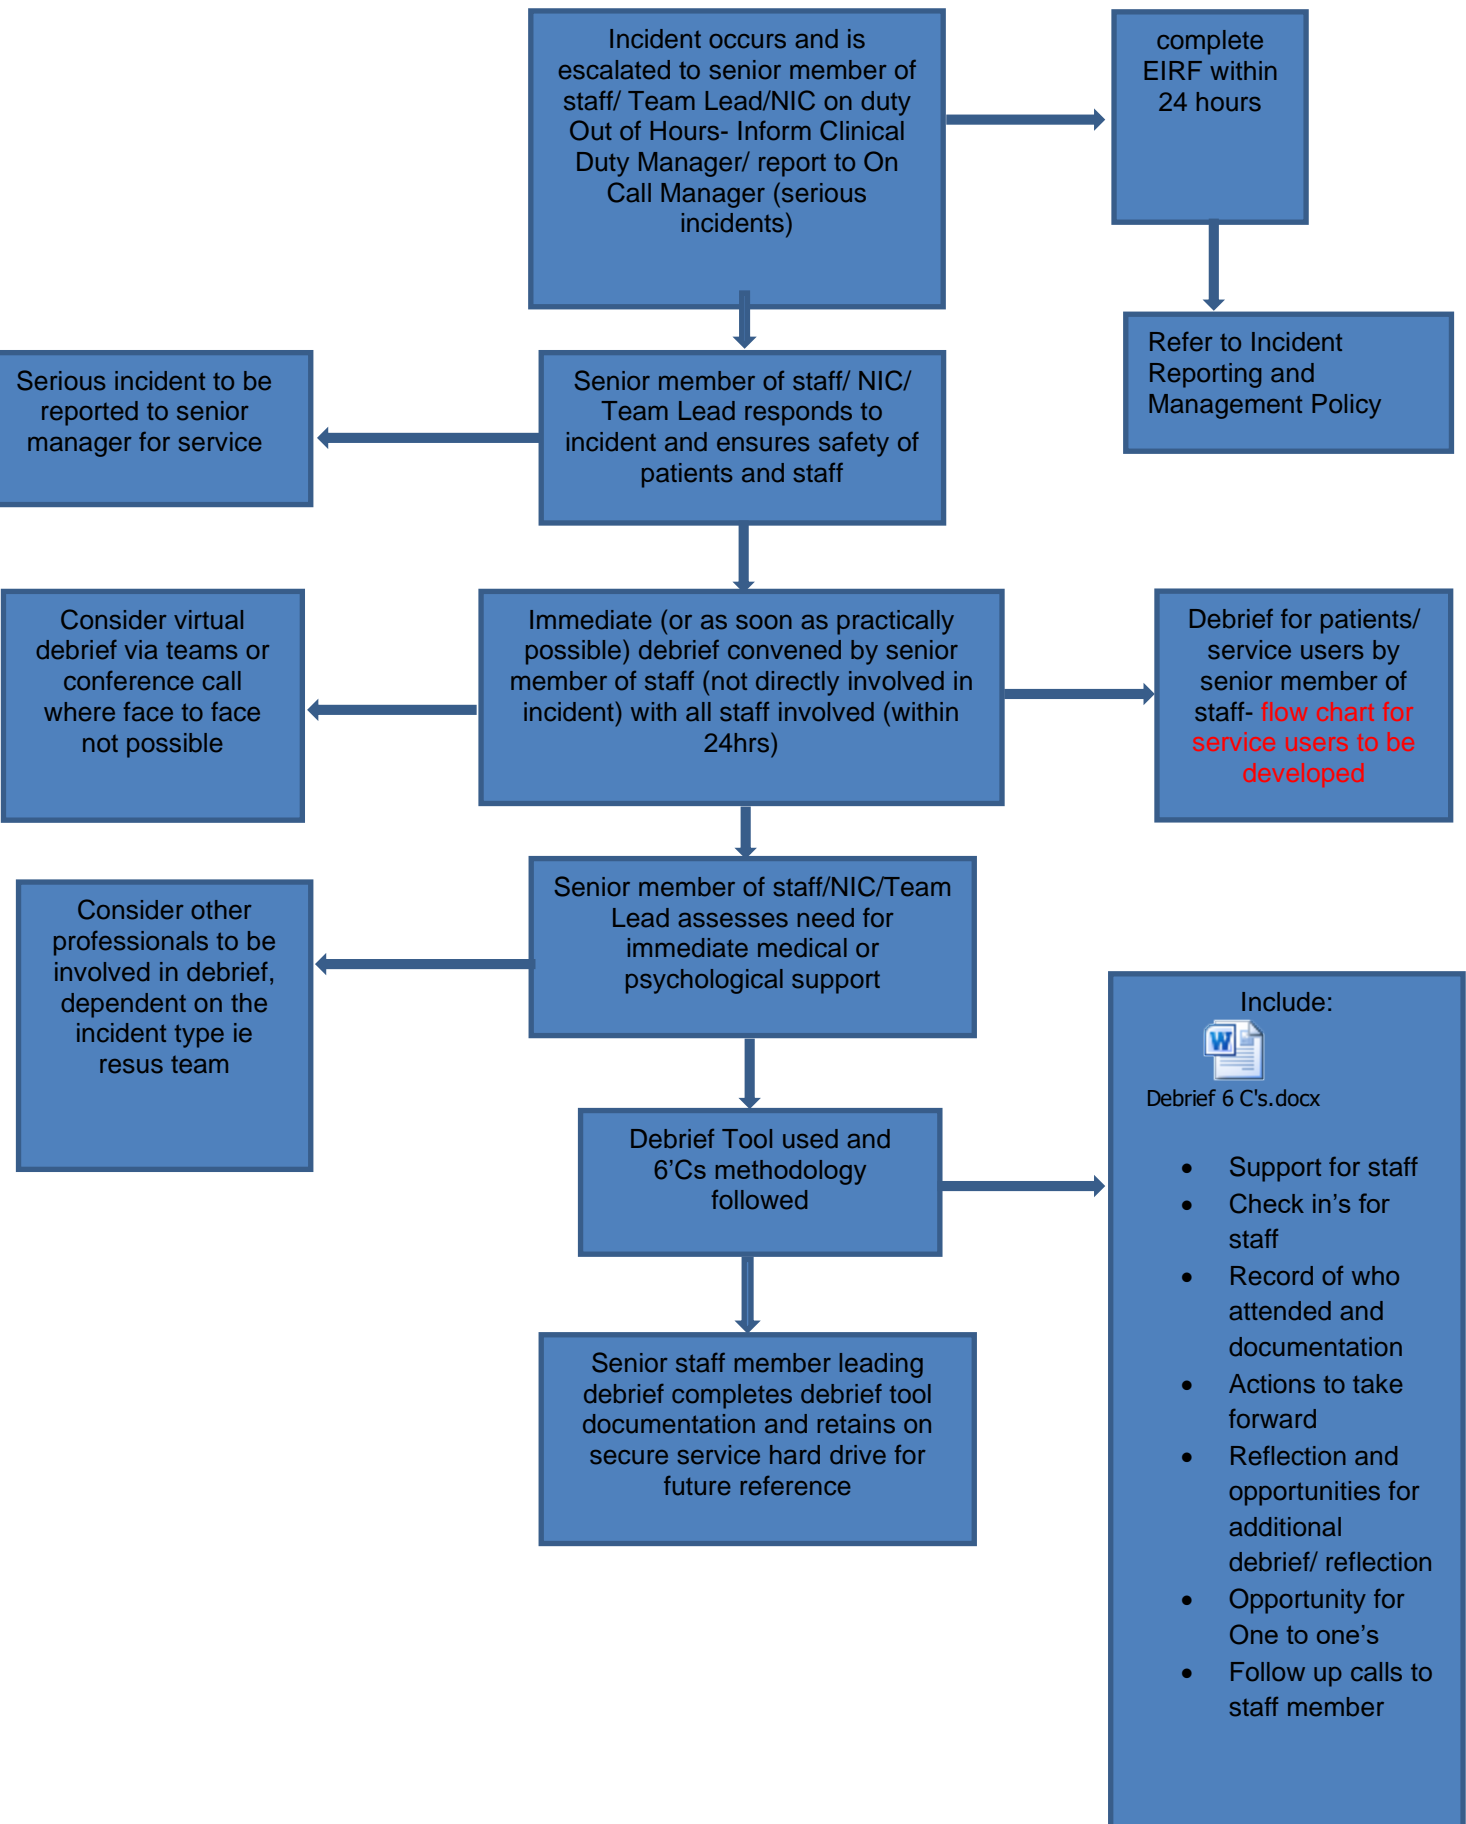 Incident occurs and is
escalated to senior member of
staff/ Team Lead/NIC on duty
Out of Hours- Inform Clinical
Duty Manager/ report to On
Call Manager (serious
incidents)
complete
EIRF within
24 hours
Refer to Incident
Reporting and
Management Policy
Serious incident to be
reported to senior
manager for service
Senior member of staff/ NIC/
Team Lead responds to
incident and ensures safety of
patients and staff
Consider virtual
debrief via teams or
conference call
where face to face
not possible
Immediate (or as soon as practically
possible) debrief convened by senior
member of staff (not directly involved in
incident) with all staff involved (within
24hrs)
Debrief for patients/
service users by
senior member of
staff- flow chart for
service users to be
developed
Consider other
professionals to be
involved in debrief,
dependent on the
incident type ie
resus team
Senior member of staff/NIC/Team
Lead assesses need for
immediate medical or
psychological support
Debrief Tool used and
6’Cs methodology
followed
Include:
W
Debrief 6 C's.docx
• Support for staff
• Check in’s for
staff
• Record of who
attended and
documentation
• Actions to take
forward
• Reflection and
opportunities for
additional
debrief/ reflection
• Opportunity for
One to one’s
• Follow up calls to
staff member
Senior staff member leading
debrief completes debrief tool
documentation and retains on
secure service hard drive for
future reference